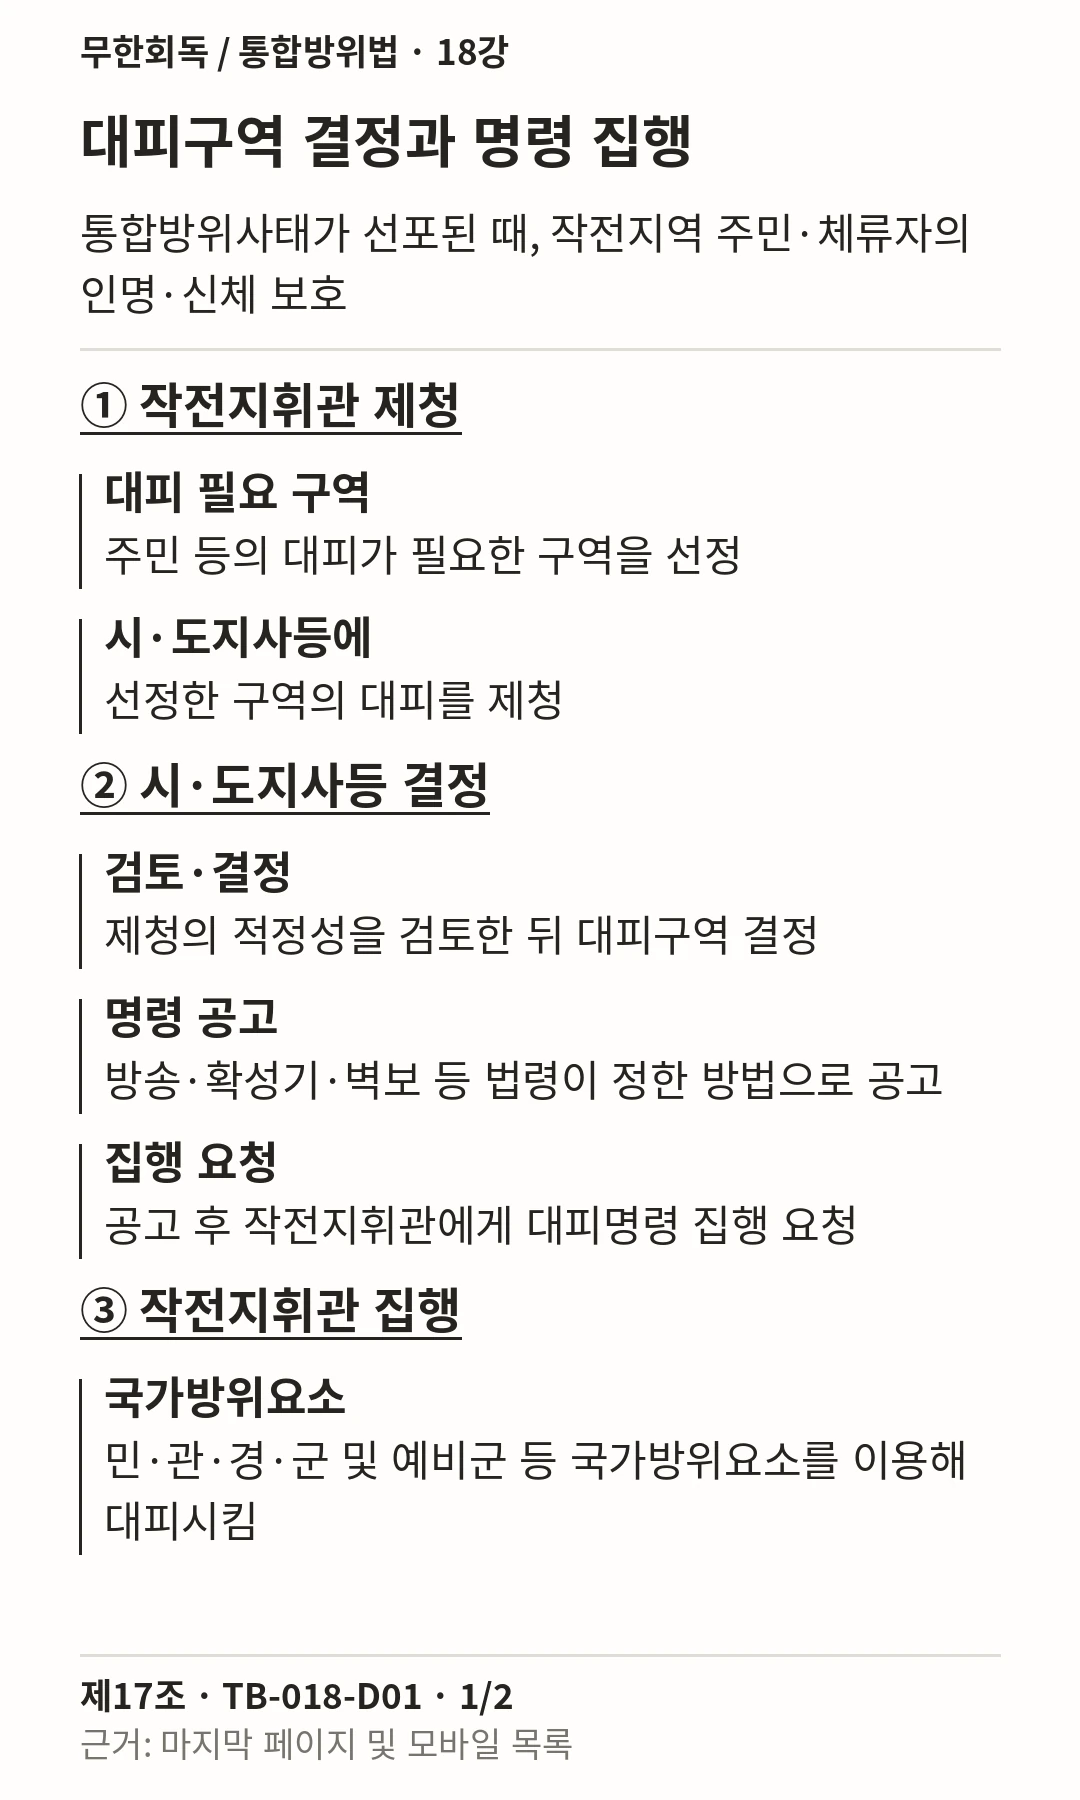 무한회독 / 통합방위법 · 18강
대피구역 결정과 명령 집행
통합방위사태가 선포된 때, 작전지역 주민·체류자의
인명·신체 보호
① 작전지휘관 제청
대피 필요 구역
주민 등의 대피가 필요한 구역을 선정
시·도지사등에
선정한 구역의 대피를 제청
② 시·도지사등 결정
검토·결정
제청의 적정성을 검토한 뒤 대피구역 결정
명령 공고
방송·확성기·벽보 등 법령이 정한 방법으로 공고
집행 요청
공고 후 작전지휘관에게 대피명령 집행 요청
③ 작전지휘관 집행
국가방위요소
민·관·경·군 및 예비군 등 국가방위요소를 이용해
대피시킴
제17조 · TB-018-D01 · 1/2
근거: 마지막 페이지 및 모바일 목록